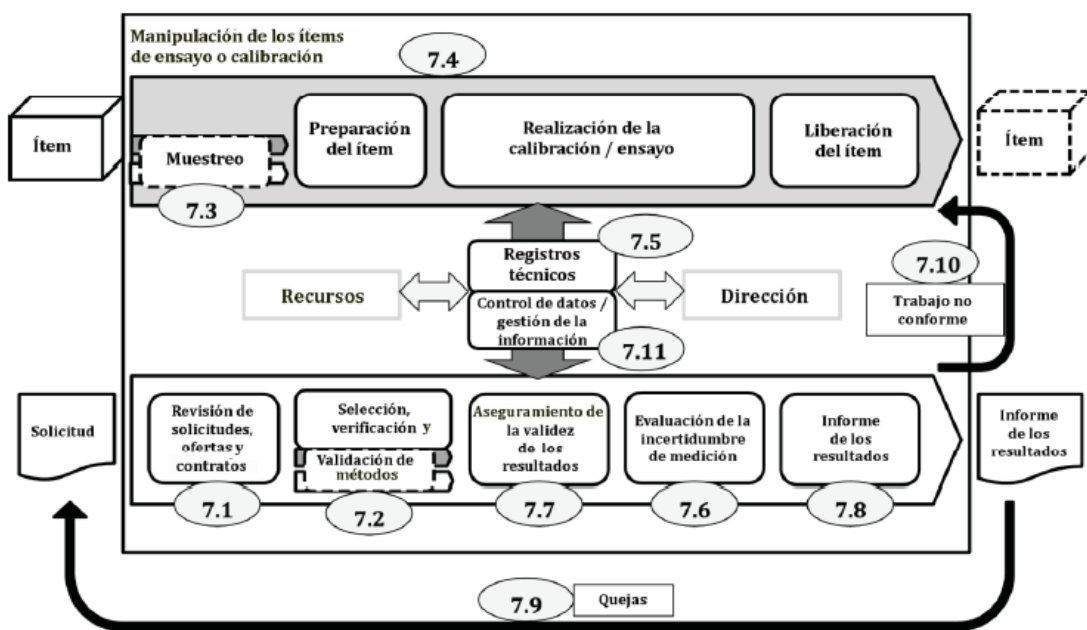 Manipulación de los ítems
de ensayo o calibración
7.4
Ítem
Muestreo
7.3
Preparación
del ítem
Realización de la
calibración / ensayo
Liberación
del ítem
Ítem
7.5
Registros
técnicos
Recursos
Control de datos /
gestión de la
información
Dirección
7.11
7.10
Trabajo no
conforme
Solicitud
Revisión de
solicitudes,
ofertas y
contratos
7.1
Selección,
verificación y
Validación de
métodos
7.2
Aseguramiento de
la validez
de los
resultados
7.7
Evaluación de la
incertidumbre
de medición
7.6
Informe
de los
resultados
7.8
Informe
de los
resultados
7.9
Quejas